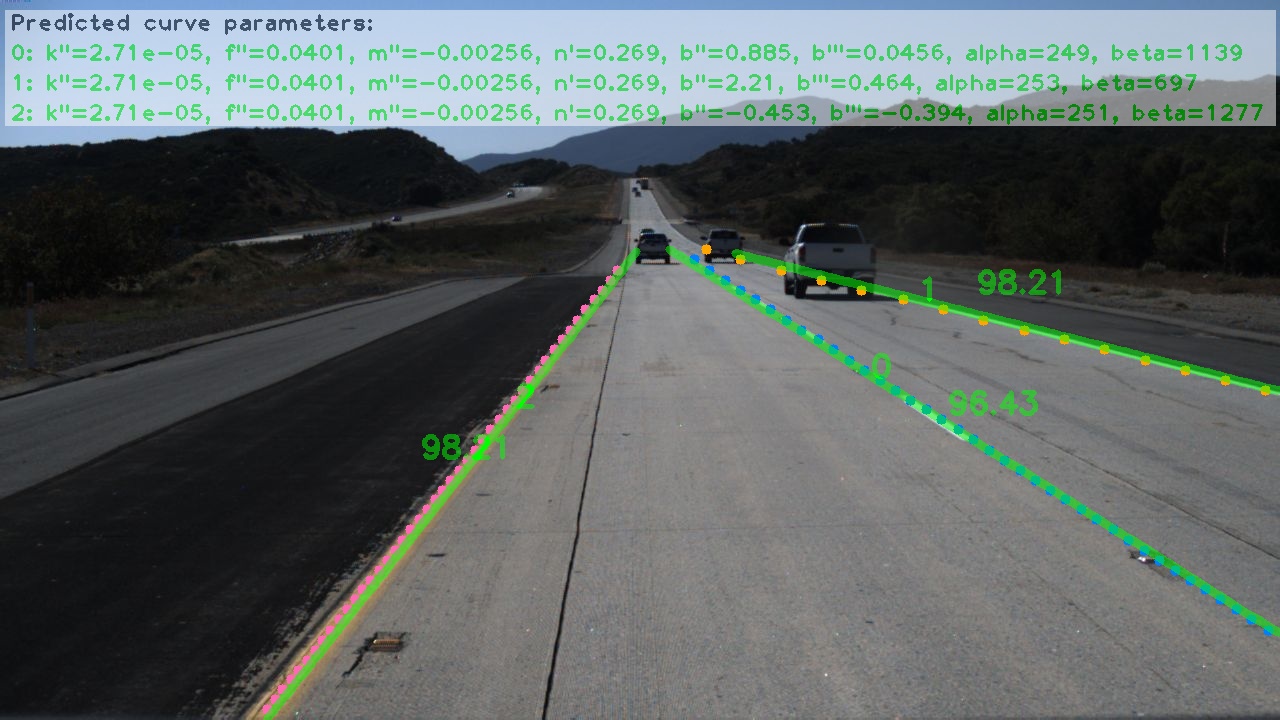 Predicted curve parameters:
0: k"=2.71e-05, f"=0.0401, m"=-0.00256, n'=0.269, b"=0.885, b'''=0.0456, alpha=249, beta=1139
1: k"=2.71e-05, f"=0.0401, m"=-0.00256, n'=0.269, b"=2.21, b'''=0.464, alpha=253, beta=697
2: k"=2.71e-05, f"=0.0401, m"=-0.00256, n'=0.269, b"=-0.453, b'''=-0.394, alpha=251, beta=1277
1 98.21
0
2 96.43
98.21